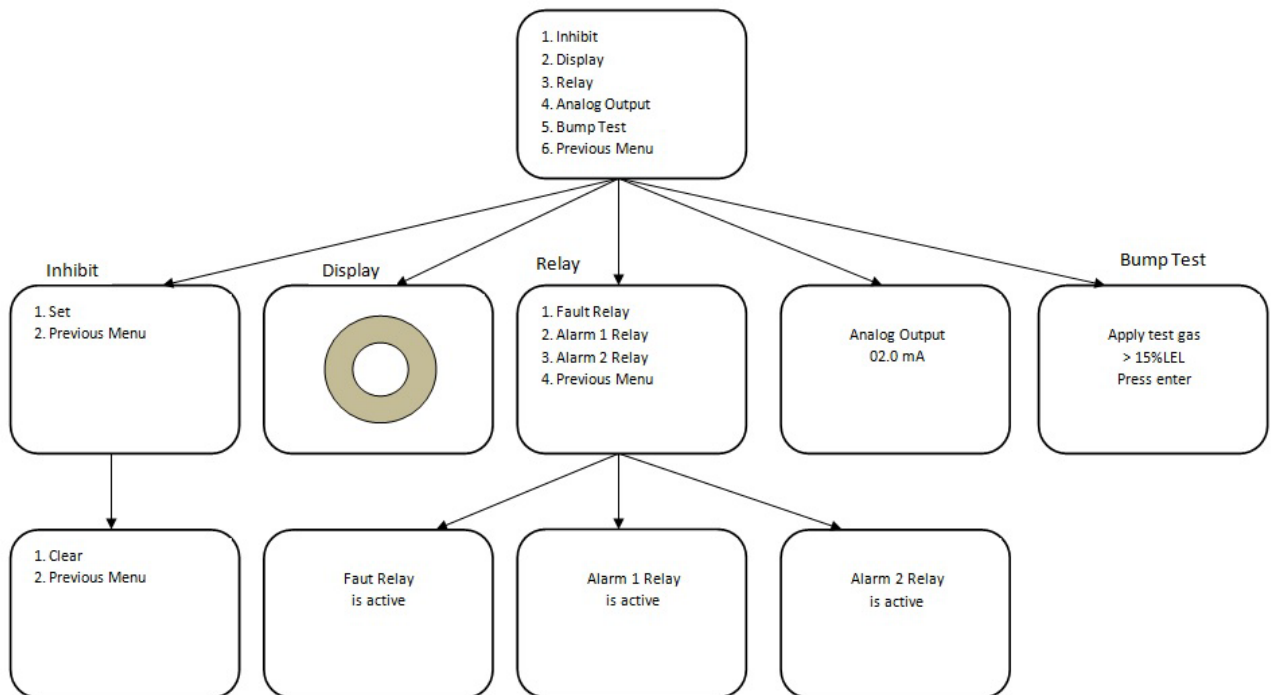 1. Inhibit
2. Display
3. Relay
4. Analog Output
5. Bump Test
6. Previous Menu
Inhibit
1. Set
2. Previous Menu
Display
Relay
1. Fault Relay
2. Alarm 1 Relay
3. Alarm 2 Relay
4. Previous Menu
Analog Output
02.0 mA
Bump Test
Apply test gas
> 15%LEL
Press enter
1. Clear
2. Previous Menu
Faut Relay
is active
Alarm 1 Relay
is active
Alarm 2 Relay
is active